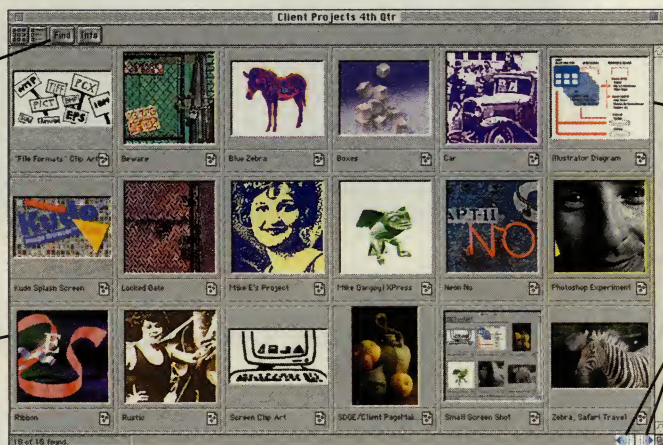 Client Projects 4th Qtr
Find Info
BMP TIFF PCX
PICT EPS
"File Formats" Clip Art
Beware
Blue Zebra
Boxes
Car
Illustrator Diagram
NO
Kudo Splash Screen
Locked Gate
Mike E's Project
Mike Gargoyl XPress
Neon No
Photoshop Experiment
Ribbon
Rustic
Screen Clip Art
SDGE/Client PageMak...
Small Screen Shot
Zebra, Safari Travel
18 of 18 found.